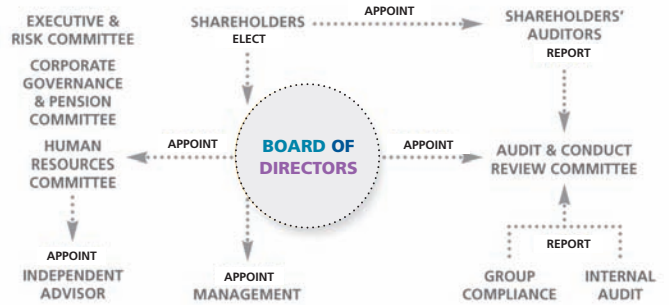 EXECUTIVE &
RISK COMMITTEE
CORPORATE
GOVERNANCE
& PENSION
COMMITTEE
HUMAN
RESOURCES
COMMITTEE
APPOINT
INDEPENDENT
ADVISOR
SHAREHOLDERS
ELECT
APPOINT
SHAREHOLDERS'
AUDITORS
REPORT
APPOINT
BOARD OF
DIRECTORS
APPOINT
AUDIT & CONDUCT
REVIEW COMMITTEE
APPOINT
MANAGEMENT
REPORT
GROUP
COMPLIANCE
INTERNAL
AUDIT